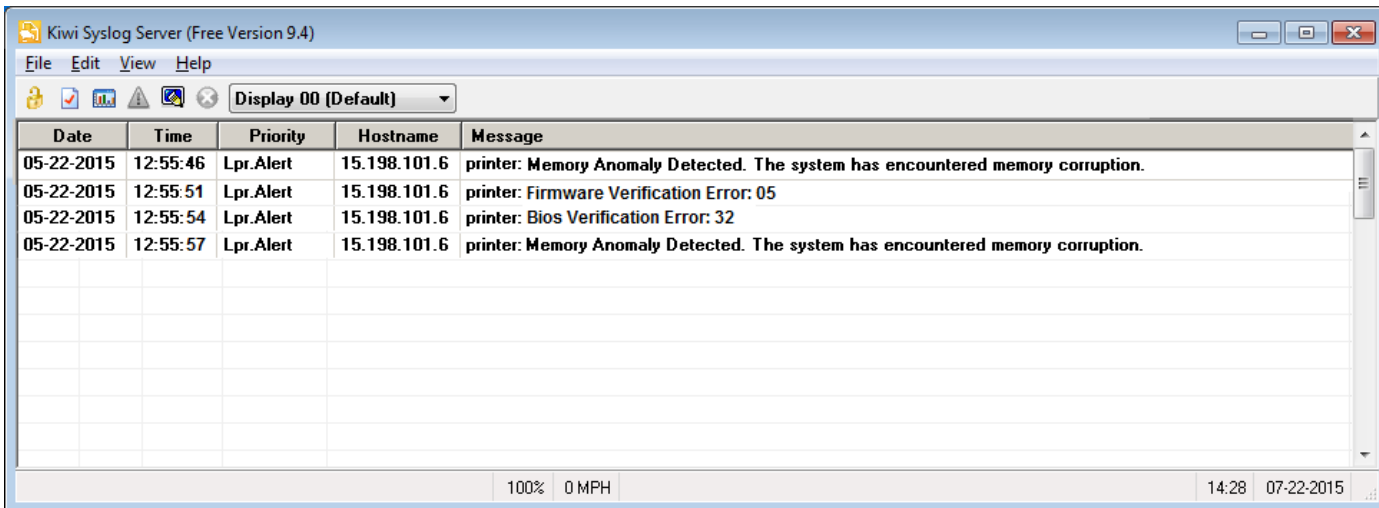 Kiwi Syslog Server (Free Version 9.4)
File Edit View Help
Display 00 (Default)
Date Time Priority Hostname Message
05-22-2015 12:55:46 Lpr.Alert 15.198.101.6 printer: Memory Anomaly Detected. The system has encountered memory corruption.
05-22-2015 12:55:51 Lpr.Alert 15.198.101.6 printer: Firmware Verification Error: 05
05-22-2015 12:55:54 Lpr.Alert 15.198.101.6 printer: Bios Verification Error: 32
05-22-2015 12:55:57 Lpr.Alert 15.198.101.6 printer: Memory Anomaly Detected. The system has encountered memory corruption.
100% 0 MPH 14:28 07-22-2015